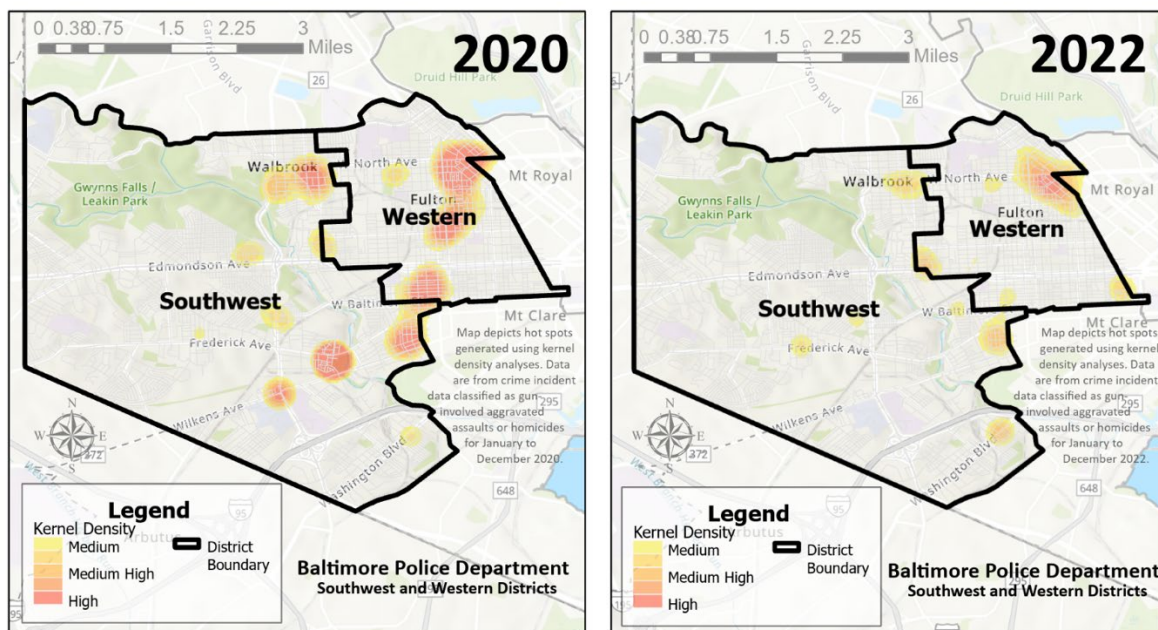 0 0.38 0.75 1.5 2.25 3
Miles
2020
Garrison Blvd
26
Druid Hill Park
Walbrook
North Ave
Mt Royal
Gwynns Falls /
Leakin Park
Fulton
Western
Edmondson Ave
Southwest
W Baltimor
Mt Clare
Frederick Ave
Map depicts hot spots
generated using kernel
density analyses. Data
are from crime incident
data classified as gun
involved aggravated
assaults or homicides
for January to
December 2020.
295
Wilkens Ave
N
W E
S
372
Washington Blvd
648
Legend
Kernel Density
Medium
Medium High
High
District
Boundary
95
Arbutus
195
295
Baltimore Police Department
Southwest and Western Districts
0 0.38 0.75 1.5 2.25 3
Miles
2022
Garrison Blvd
26
Druid Hill Park
Walbrook
W North Ave
Mt Royal
Gwynns Falls /
Leakin Park
Fulton
Western
Edmondson Ave
Southwest
W Baltimor
Mt Clare
Frederick Ave
Map depicts hot spots
generated using kernel
density analyses. Data
are from crime incident
data classified as gun
involved aggravated
assaults or homicides
for January to
December 2022.
295
Wilkens Ave
N
W E
S
372
Washington Blvd
648
Legend
Kernel Density
Medium
Medium High
High
District
Boundary
95
Arbutus
195
295
Baltimore Police Department
Southwest and Western Districts